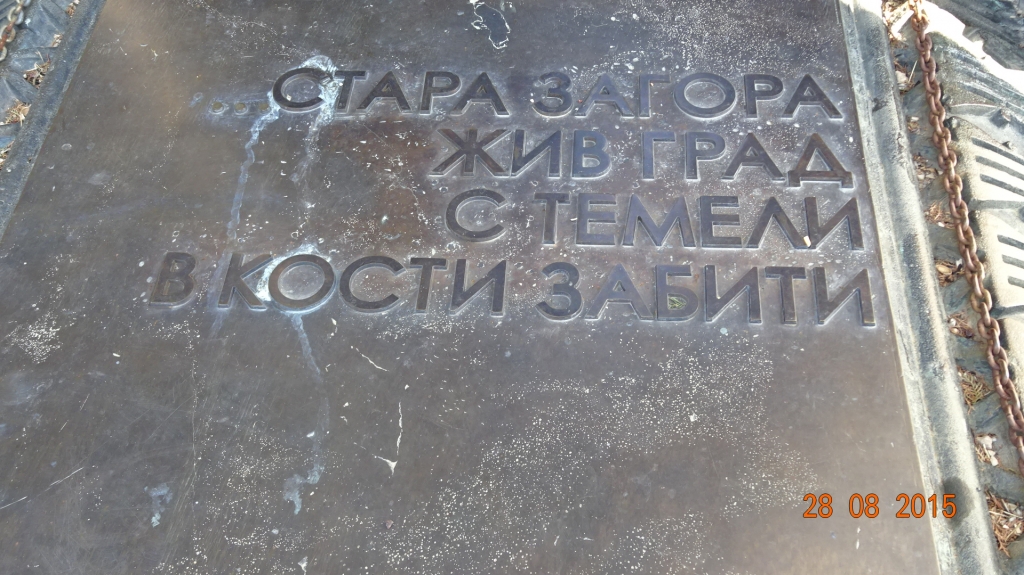 ...СТАРА ЗАГОРА
ЖИВ ГРАД
С ТЕМЕЛИ
В КОСТИ ЗАБИТИ
28 08 2015